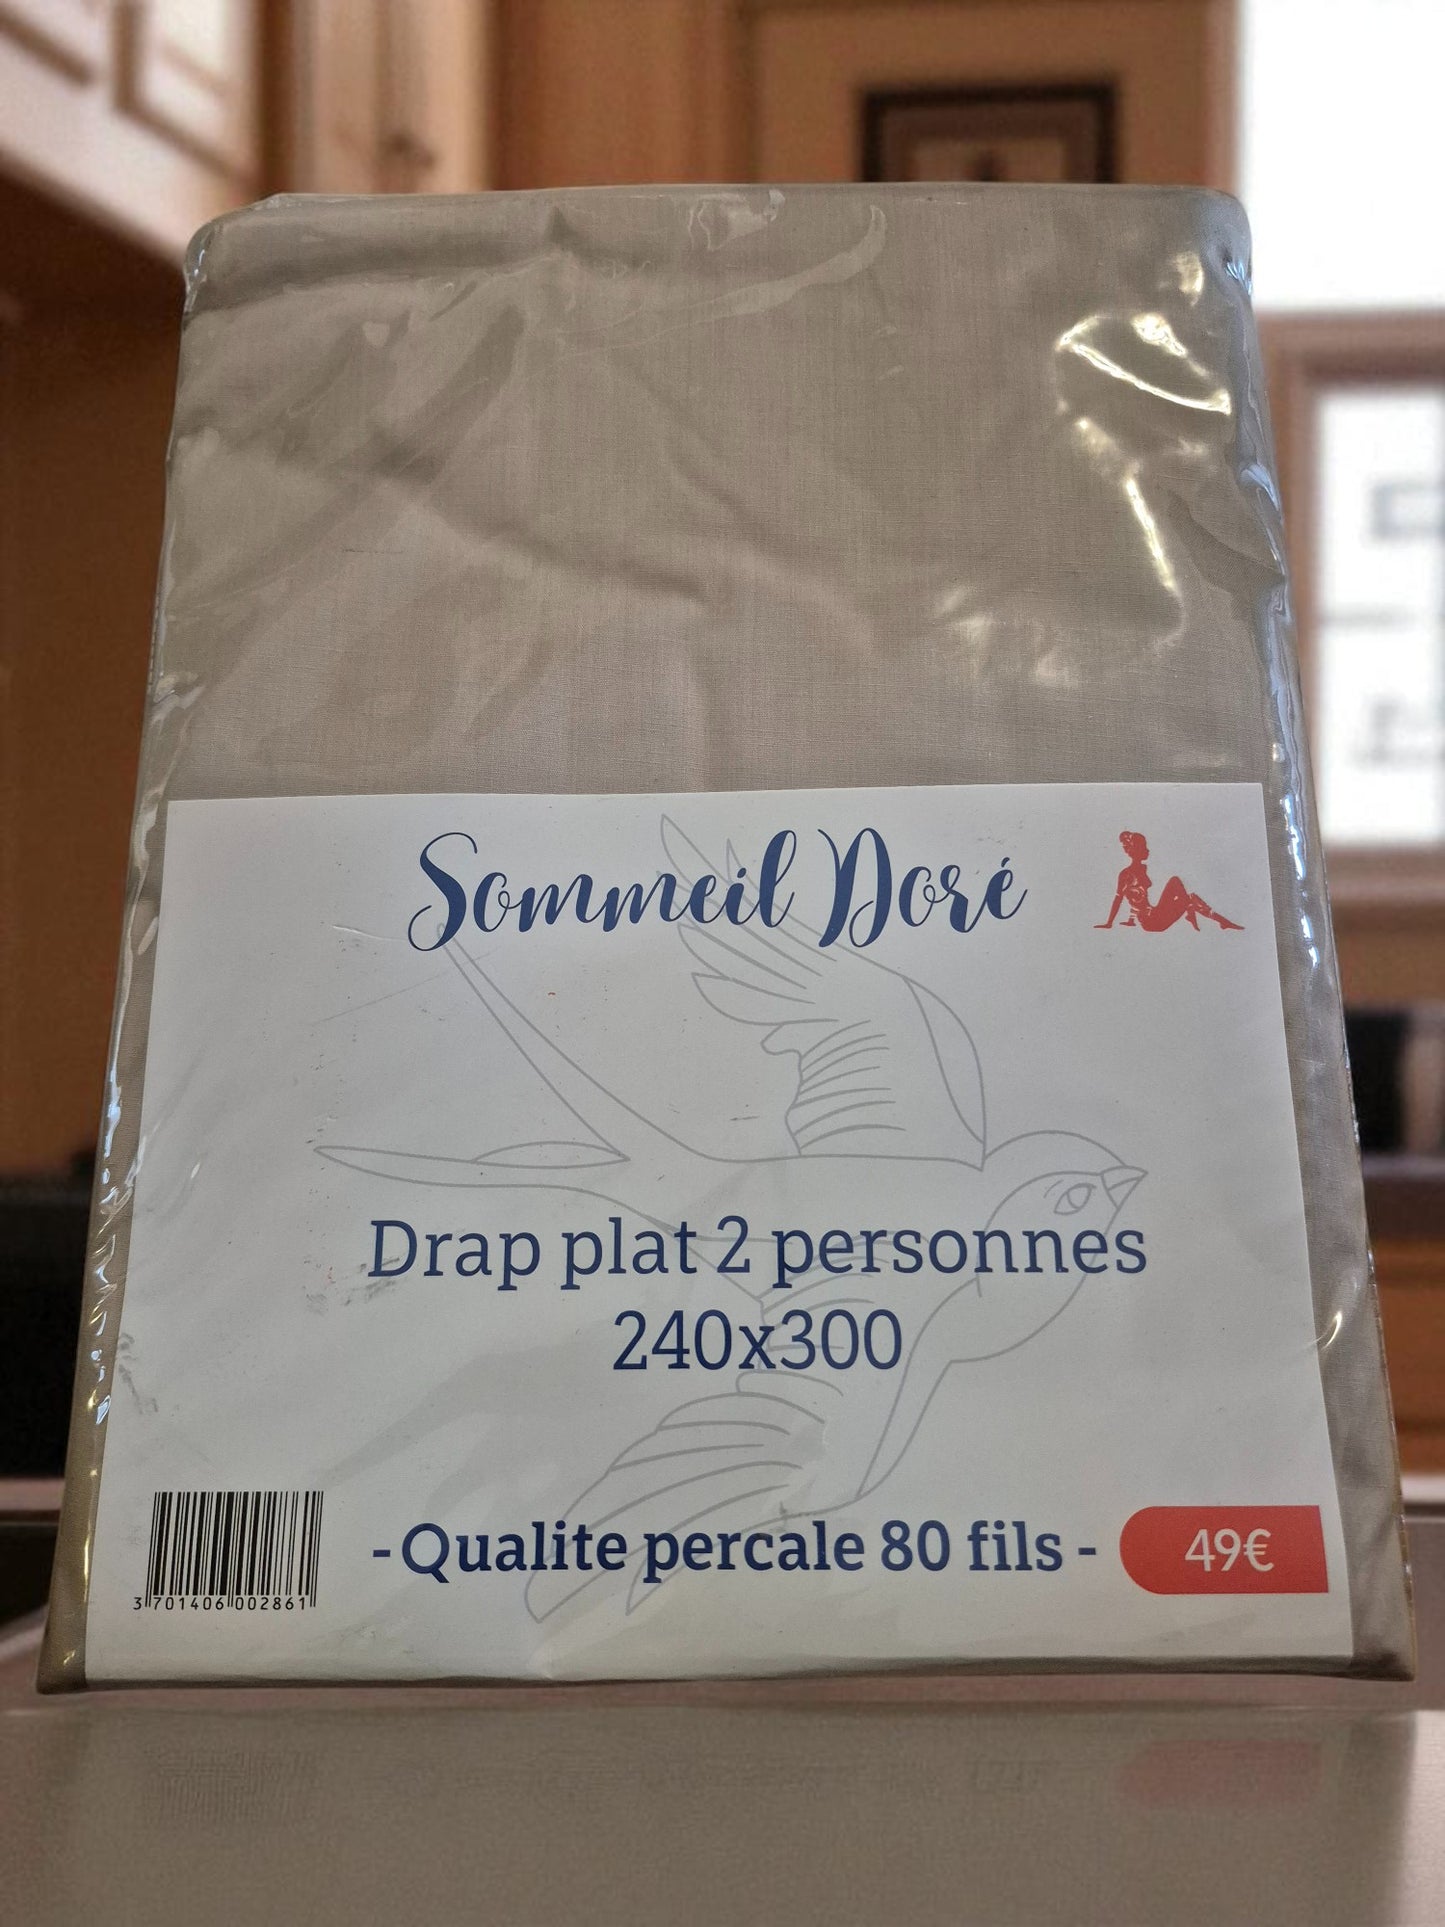 Sommeil Doré
Drap plat 2 personnes
240x300
-Qualite percale 80 fils -
49€
3 701406 002861